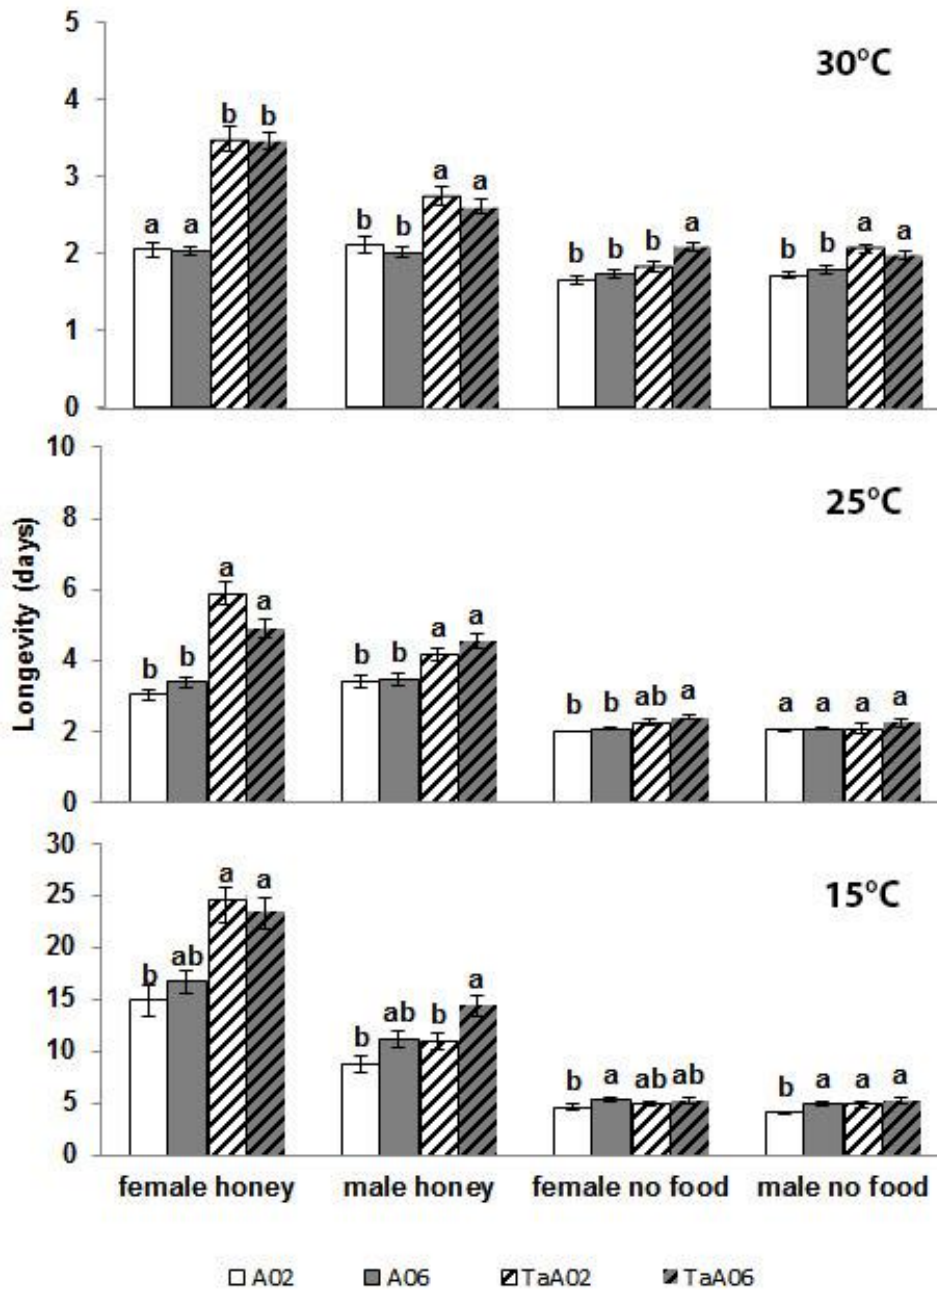 5
30°C
4
b b
3
a a
a a b b b b b a b b a a
2
1
0
10
25°C
8
a
6
a
a a
b b b b
4
b b ab a a a a a
2
0
Longevity (days)
30
15°C
a a
25
20
b ab
a
15
b ab b
10
b a ab ab b a a a
5
0
female honey male honey female no food male no food
A02 A06 TaA02 TaA06